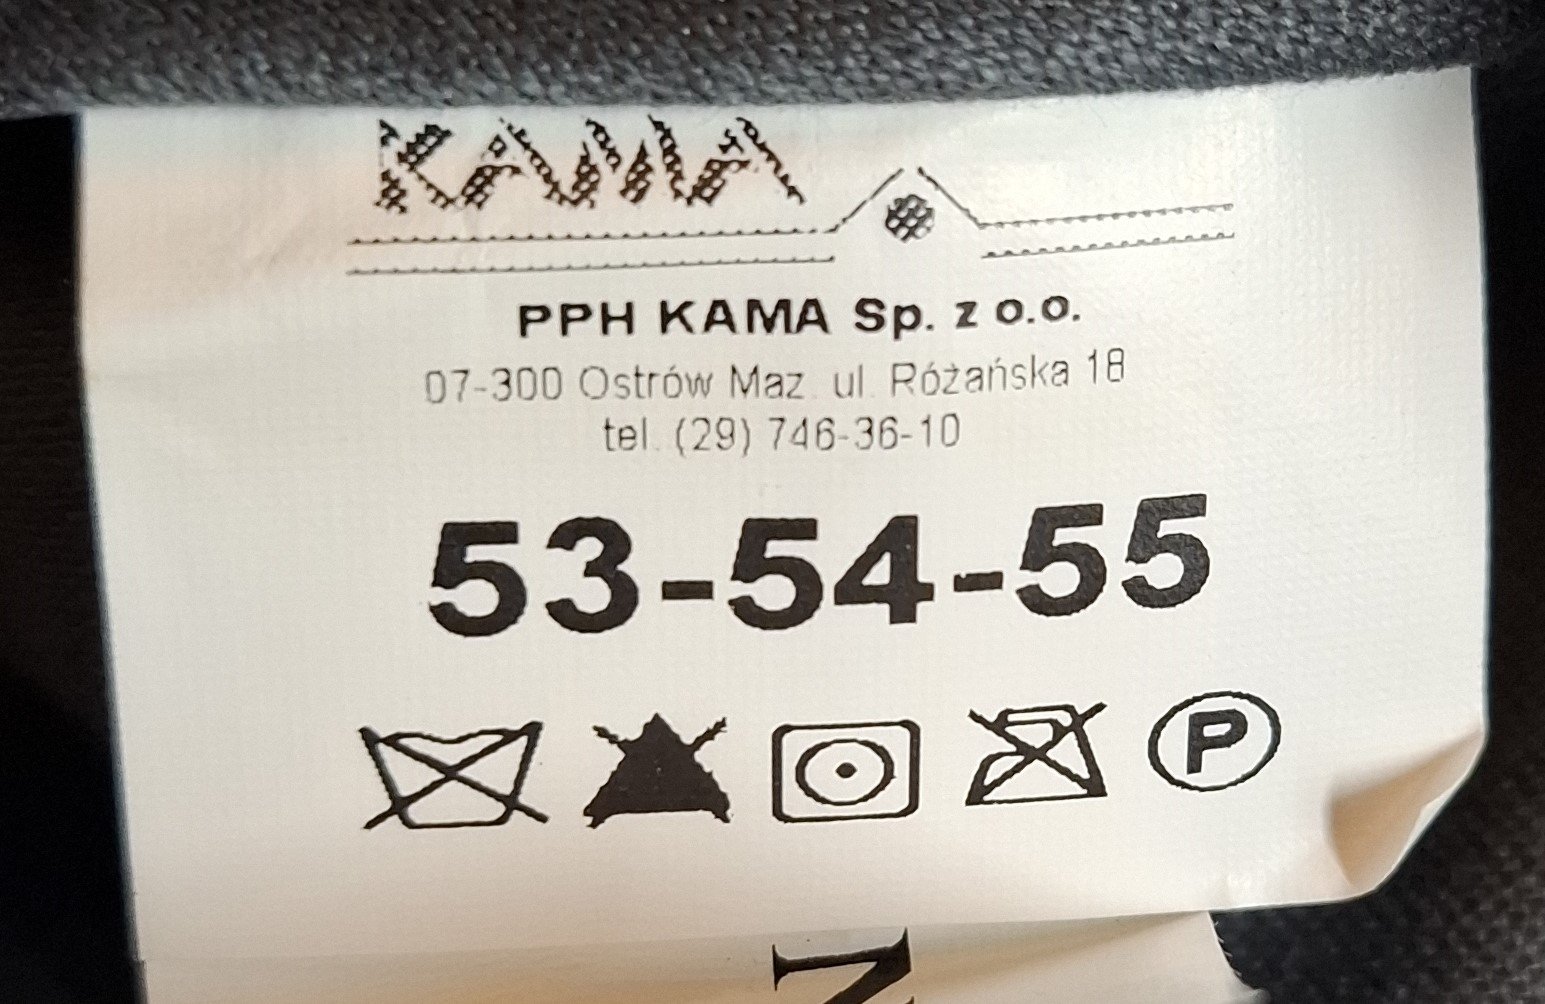 KAMA
PPH KAMA Sp. z o.o.
07-300 Ostrów Maz. ul. Różańska 18
tel. (29) 746-36-10
53-54-55
P
N